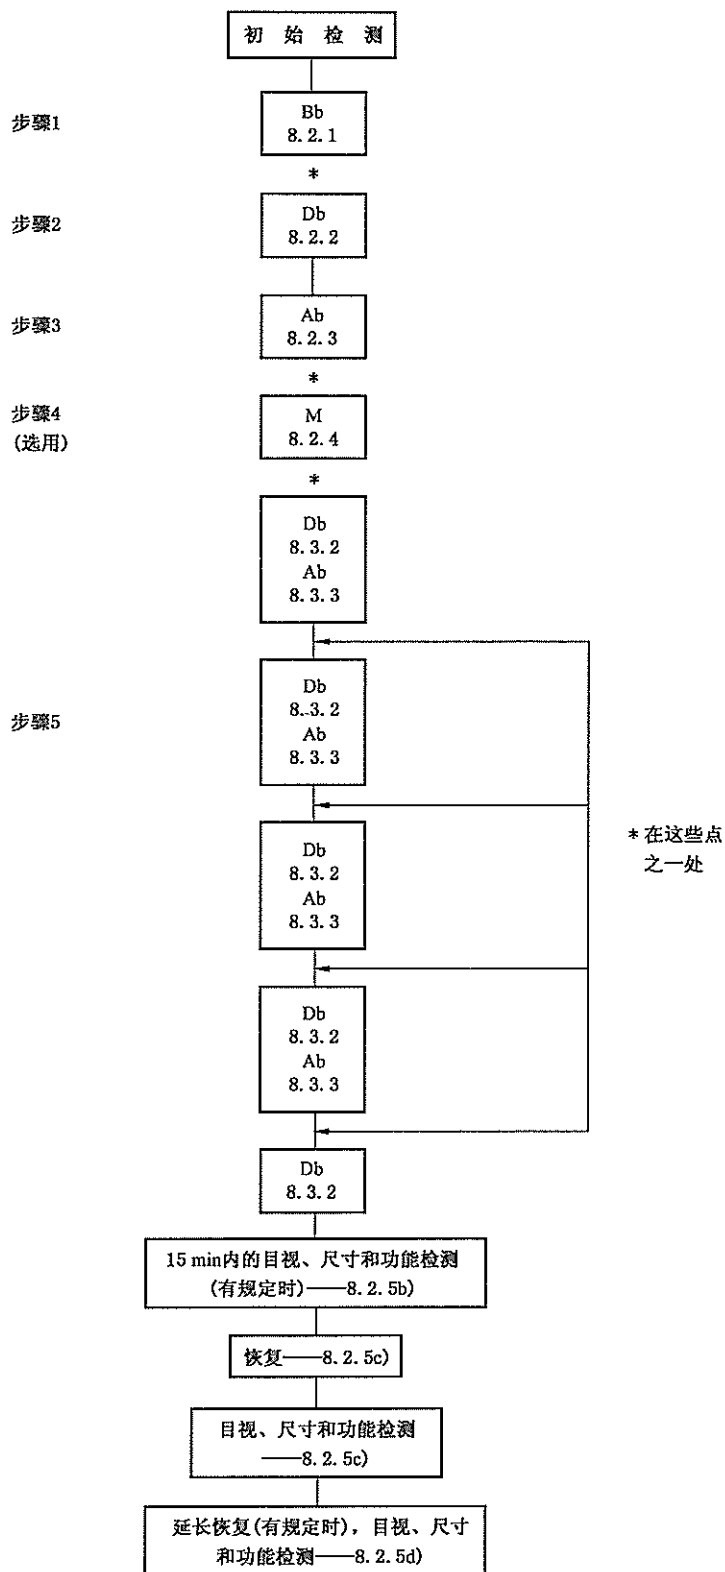 初 始 检 测
步骤1
Bb
8.2.1
*
步骤2
Db
8.2.2
步骤3
Ab
8.2.3
*
步骤4
(选用)
M
8.2.4
*
Db
8.3.2
Ab
8.3.3
步骤5
Db
8.3.2
Ab
8.3.3
Db
8.3.2
Ab
8.3.3
* 在这些点
之一处
Db
8.3.2
Ab
8.3.3
Db
8.3.2
15 min内的目视、尺寸和功能检测
(有规定时)——8.2.5b)
恢复——8.2.5c)
目视、尺寸和功能检测
——8.2.5c)
延长恢复(有规定时)，目视、尺寸
和功能检测——8.2.5d)